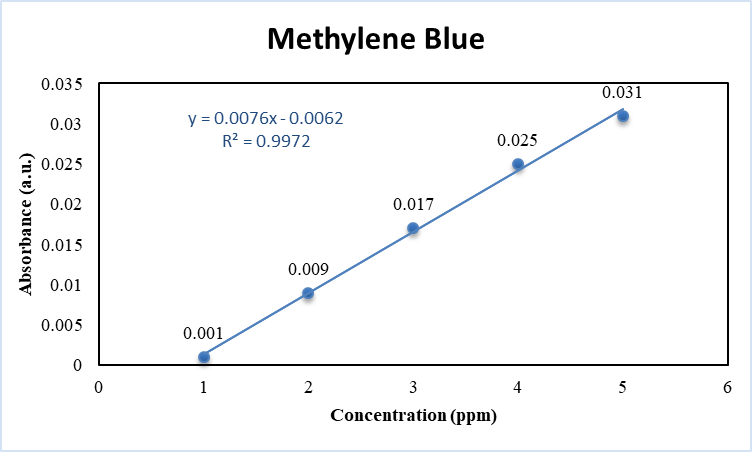 Methylene Blue
y = 0.0076x - 0.0062
R² = 0.9972
0.035
0.03
0.025
0.02
0.015
0.01
0.005
0
Absorbance (a.u.)
0.001
0.009
0.017
0.025
0.031
0 1 2 3 4 5 6
Concentration (ppm)